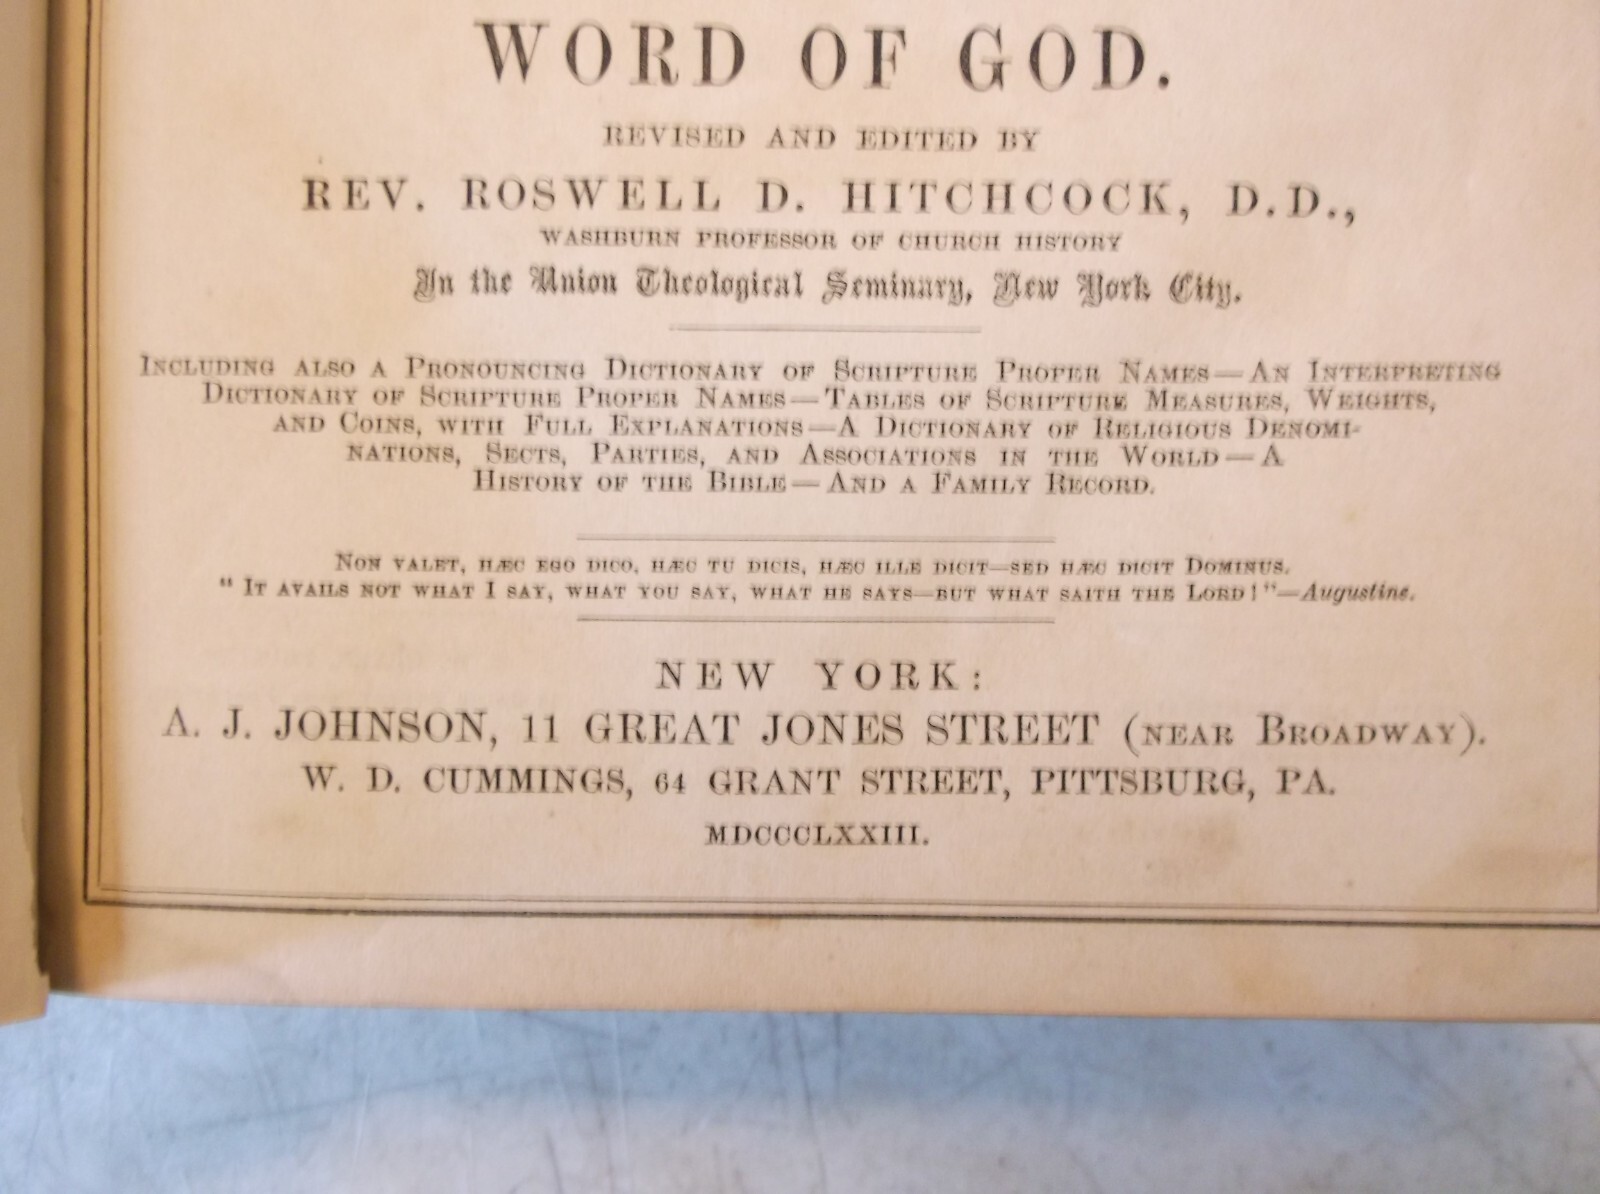 WORD OF GOD.
REVISED AND EDITED BY
REV. ROSWELL D. HITCHCOCK, D.D.,
WASHBURN PROFESSOR OF CHURCH HISTORY
In the Union Theological Seminary, New York City.
INCLUDING ALSO A PRONOUNCING DICTIONARY OF SCRIPTURE PROPER NAMES—AN INTERPRETING
DICTIONARY OF SCRIPTURE PROPER NAMES—TABLES OF SCRIPTURE MEASURES, WEIGHTS,
AND COINS, WITH FULL EXPLANATIONS—A DICTIONARY OF RELIGIOUS DENOMI-
NATIONS, SECTS, PARTIES, AND ASSOCIATIONS IN THE WORLD—A
HISTORY OF THE BIBLE—AND A FAMILY RECORD.
NON VALET, HÆC EGO DICO, HÆC TU DICIS, HÆC ILLE DICIT—SED HÆC DICIT DOMINUS.
"IT AVAILS NOT WHAT I SAY, WHAT YOU SAY, WHAT HE SAYS—BUT WHAT SAITH THE LORD!"—Augustine.
NEW YORK:
A. J. JOHNSON, 11 GREAT JONES STREET (NEAR BROADWAY).
W. D. CUMMINGS, 64 GRANT STREET, PITTSBURG, PA.
MDCCCLXXIII.